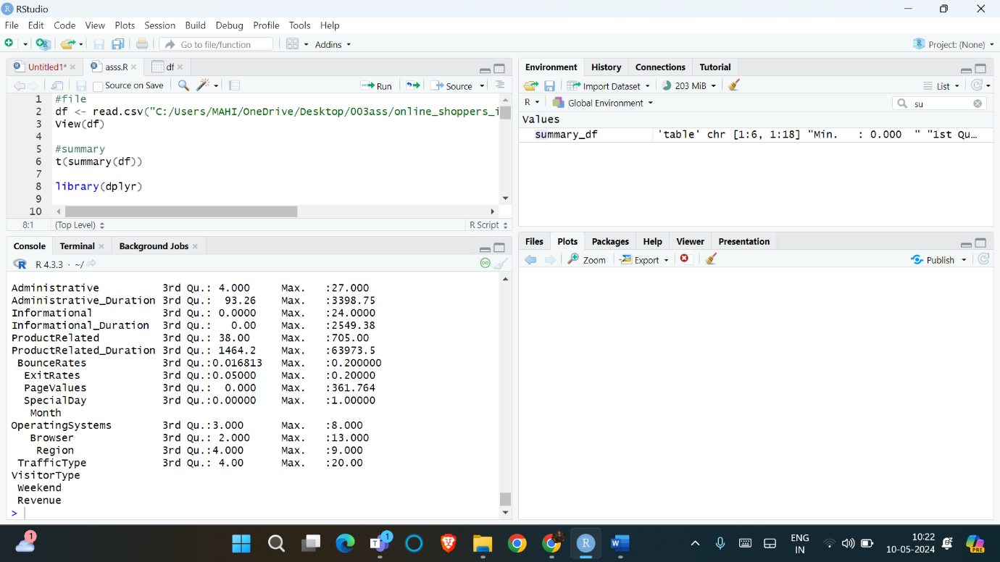 RStudio
File Edit Code View Plots Session Build Debug Profile Tools Help
Go to file/function Addins Project: (None)
Untitled1* asss.R df
Source on Save Run Source
1 #file
2 df <- read.csv("C:/Users/MAHI/OneDrive/Desktop/003ass/online_shoppers_i
3 View(df)
4
5 #summary
6 t(summary(df))
7
8 library(dplyr)
9
10
8:1 (Top Level) R Script
Console Terminal Background Jobs
R 4.3.3 · ~/
Administrative 3rd Qu.: 4.000 Max. :27.000
Administrative_Duration 3rd Qu.: 93.26 Max. :3398.75
Informational 3rd Qu.: 0.0000 Max. :24.0000
Informational_Duration 3rd Qu.: 0.00 Max. :2549.38
ProductRelated 3rd Qu.: 38.00 Max. :705.00
ProductRelated_Duration 3rd Qu.: 1464.2 Max. :63973.5
BounceRates 3rd Qu.:0.016813 Max. :0.200000
ExitRates 3rd Qu.:0.05000 Max. :0.20000
PageValues 3rd Qu.: 0.000 Max. :361.764
SpecialDay 3rd Qu.:0.00000 Max. :1.00000
Month
OperatingSystems 3rd Qu.:3.000 Max. :8.000
Browser 3rd Qu.: 2.000 Max. :13.000
Region 3rd Qu.:4.000 Max. :9.000
TrafficType 3rd Qu.: 4.00 Max. :20.00
VisitorType
Weekend
Revenue
>
Environment History Connections Tutorial
Import Dataset 203 MiB List
R Global Environment su
Values
summary_df 'table' chr [1:6, 1:18] "Min. : 0.000 " "1st Qu…
Files Plots Packages Help Viewer Presentation
Zoom Export Publish
1
1
ENG
IN
10:22
10-05-2024
PRE